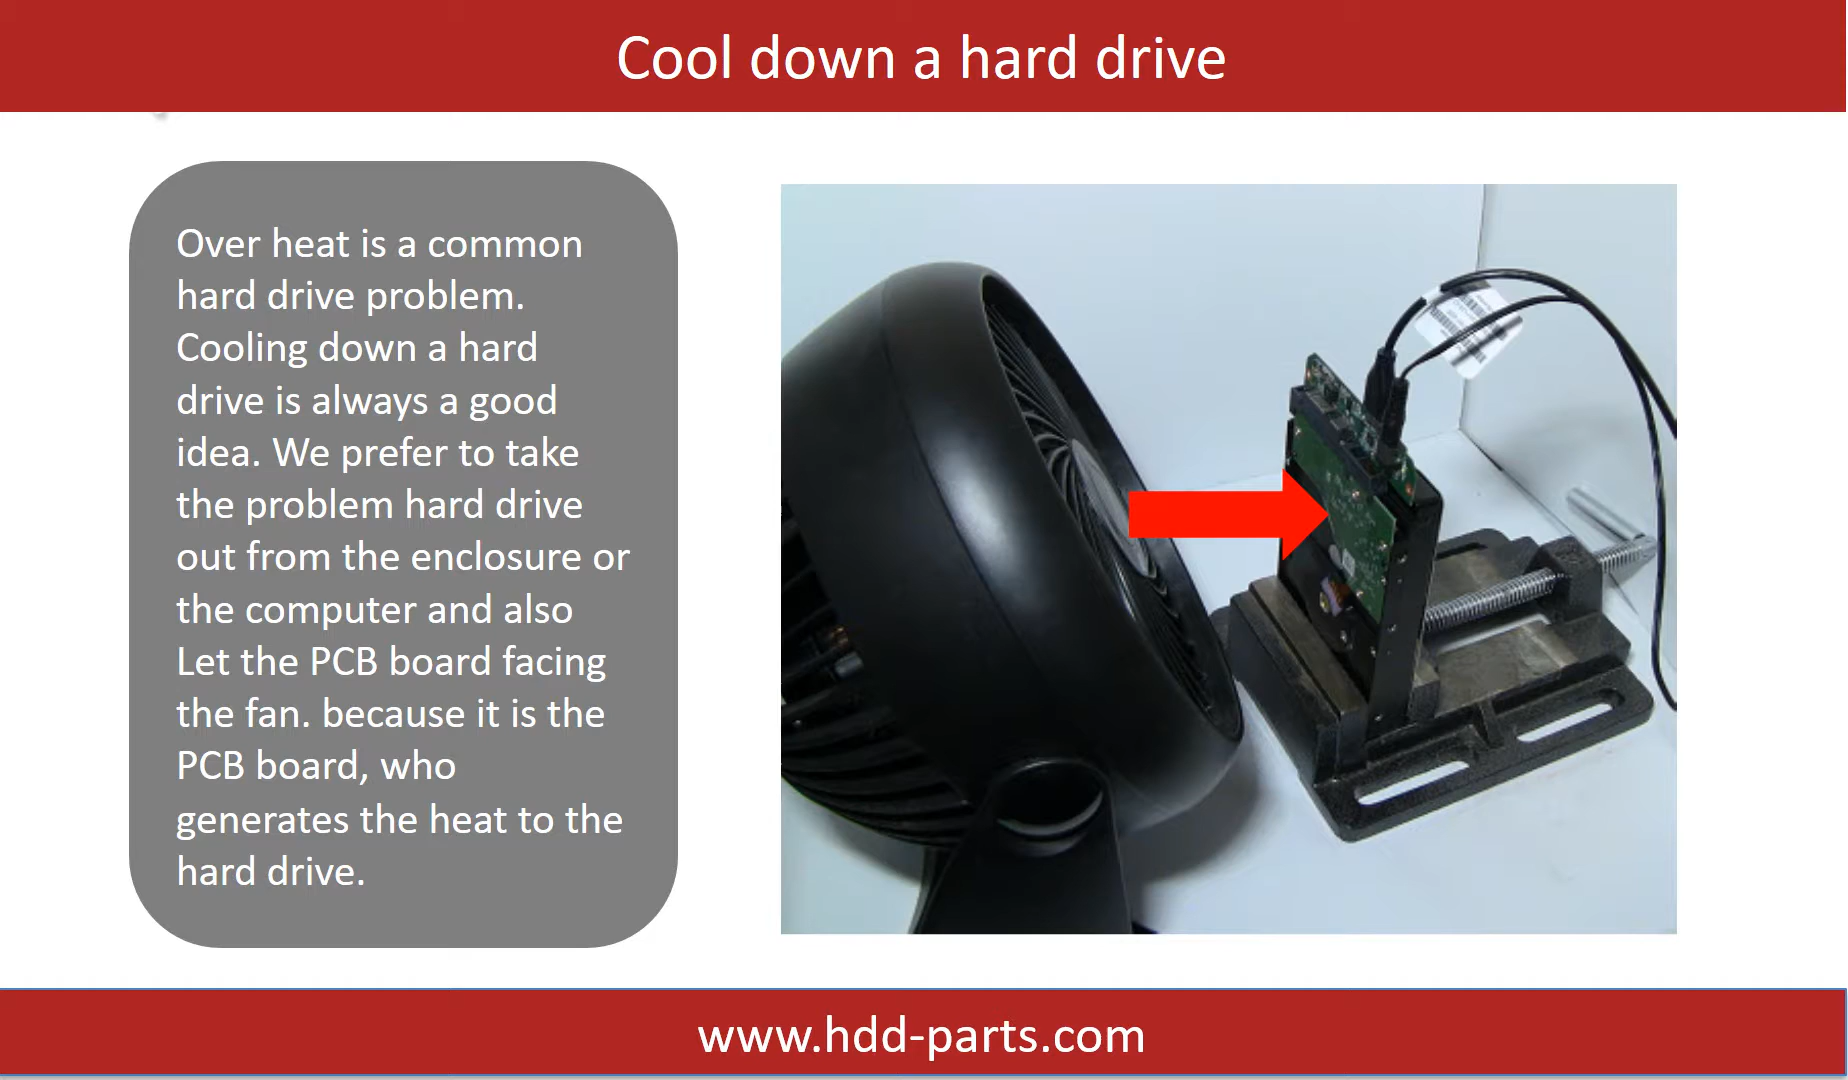 Cool down a hard drive
Over heat is a common
hard drive problem.
Cooling down a hard
drive is always a good
idea. We prefer to take
the problem hard drive
out from the enclosure or
the computer and also
Let the PCB board facing
the fan. because it is the
PCB board, who
generates the heat to the
hard drive.
www.hdd-parts.com